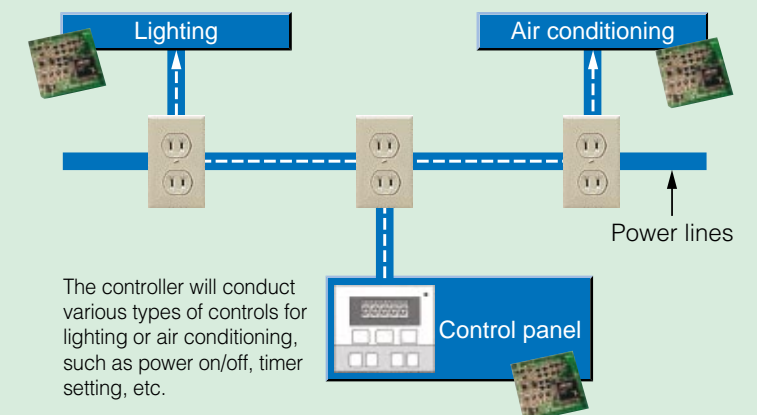 Lighting
Air conditioning
Power lines
The controller will conduct
various types of controls for
lighting or air conditioning,
such as power on/off, timer
setting, etc.
Control panel